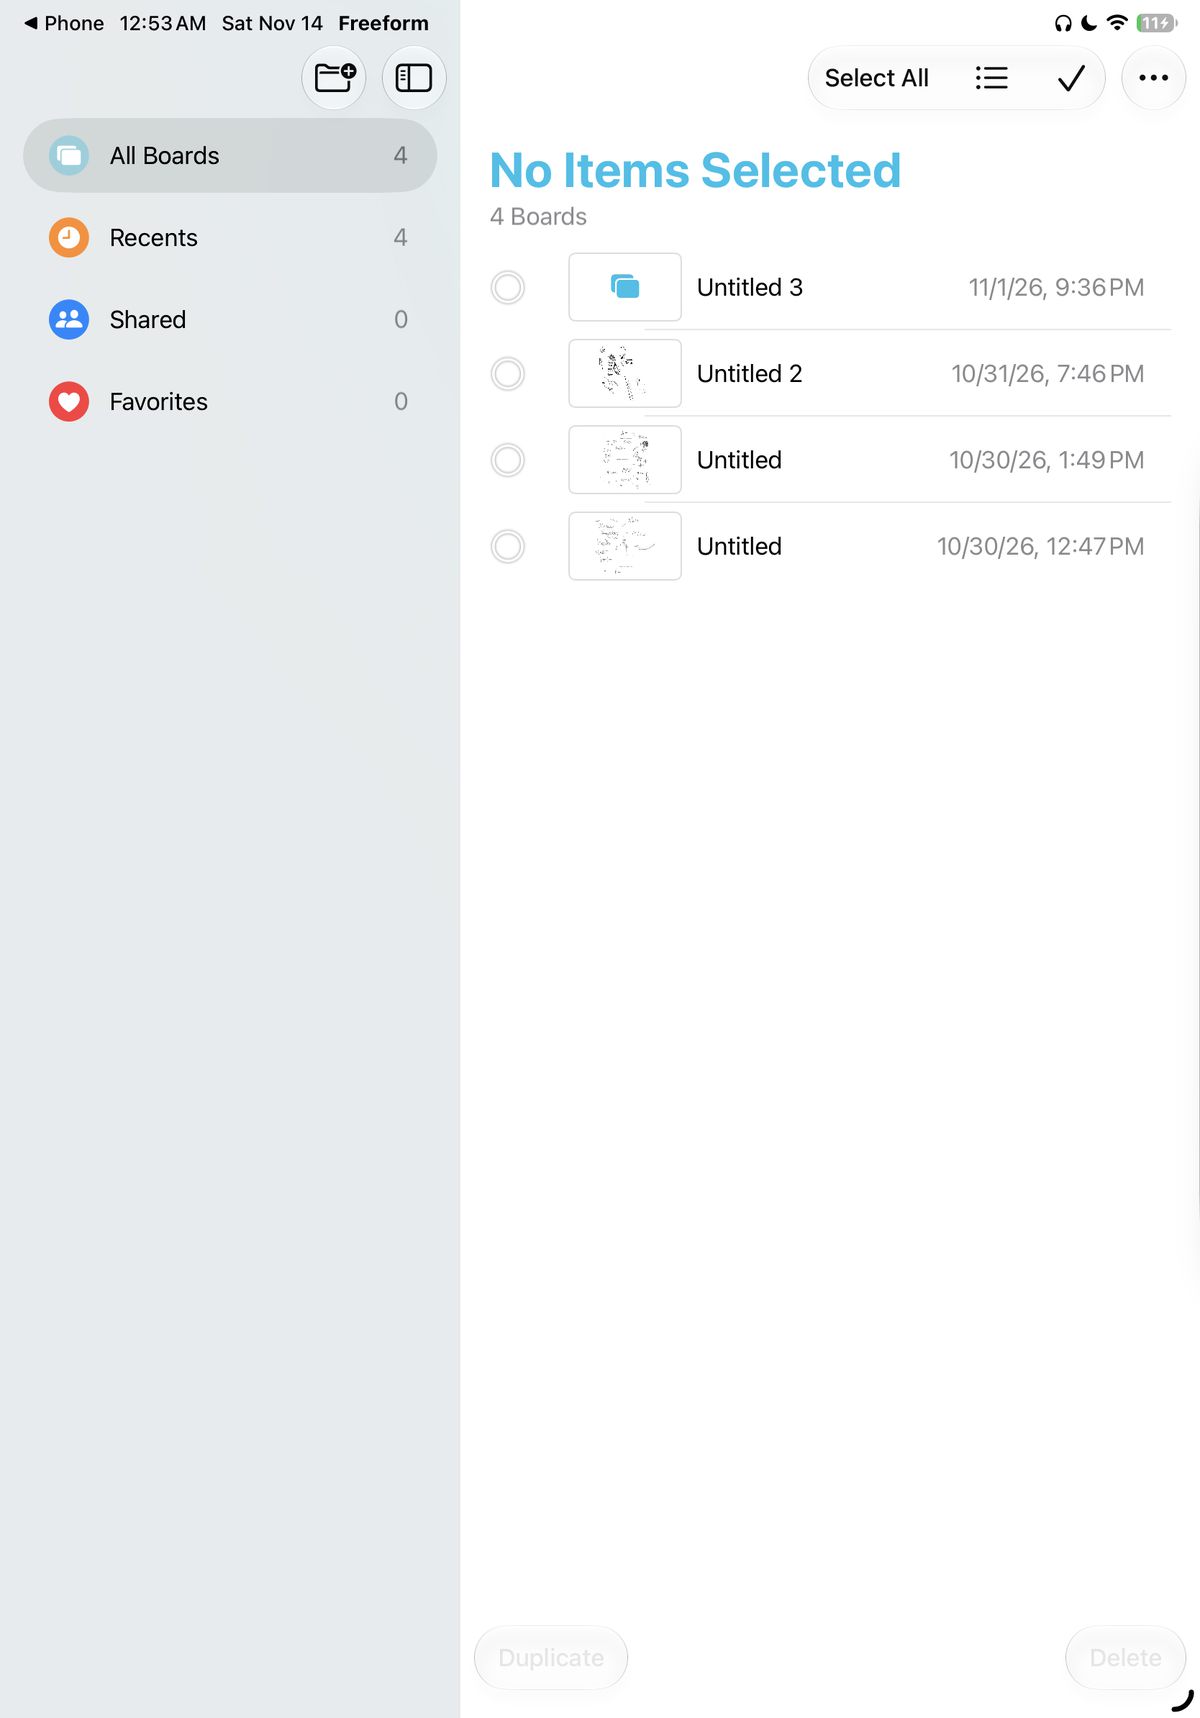 ◀ Phone 12:53 AM Sat Nov 14 Freeform
11
All Boards 4
Recents 4
Shared 0
Favorites 0
Select All
No Items Selected
4 Boards
Untitled 3 11/1/26, 9:36 PM
Untitled 2 10/31/26, 7:46 PM
Untitled 10/30/26, 1:49 PM
Untitled 10/30/26, 12:47 PM
Duplicate
Delete